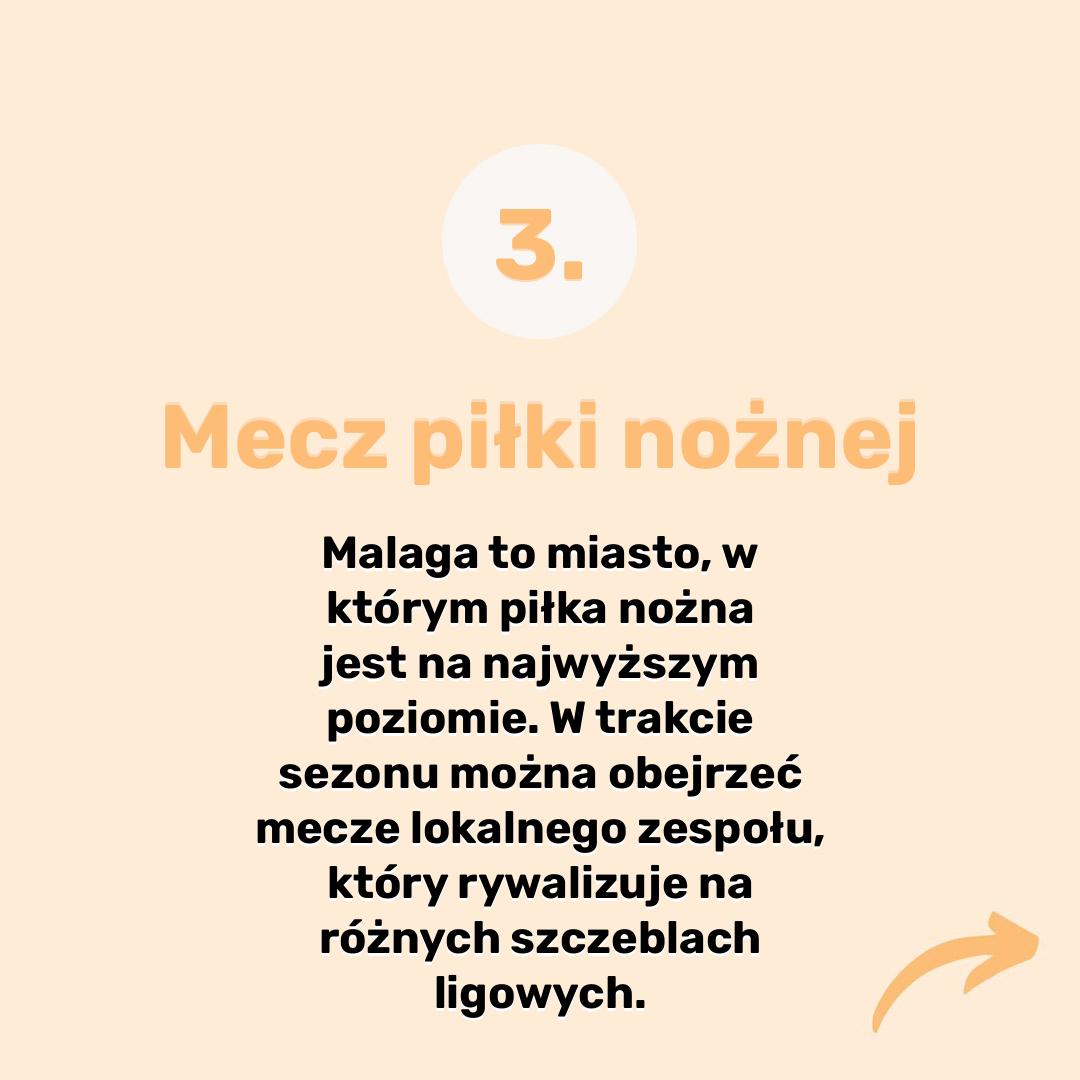 3.
Mecz piłki nożnej
Malaga to miasto, w
którym piłka nożna
jest na najwyższym
poziomie. W trakcie
sezonu można obejrzeć
mecze lokalnego zespołu,
który rywalizuje na
różnych szczeblach
ligowych.